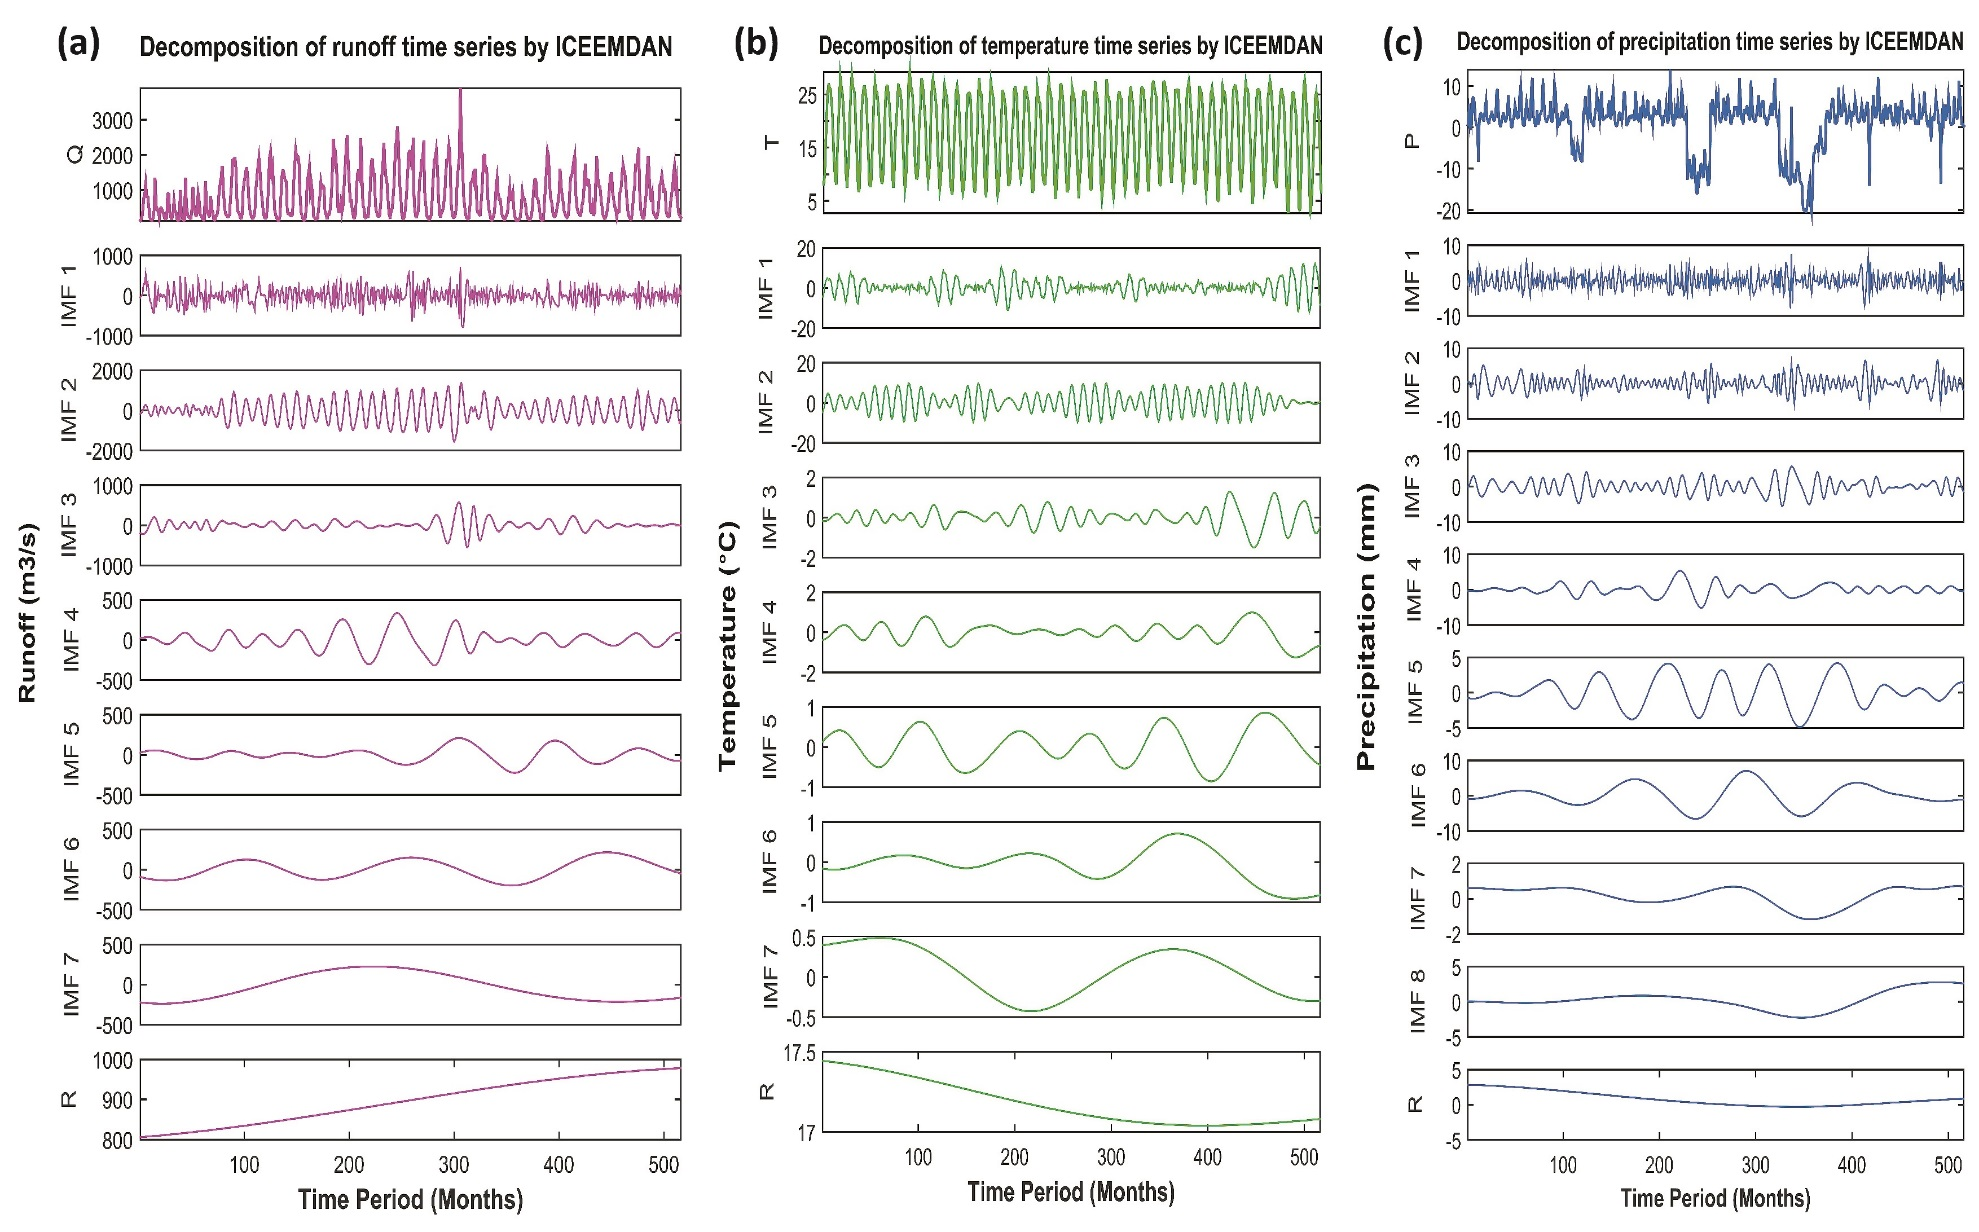 (a) Decomposition of runoff time series by ICEEMDAN
Runoff (m3/s)
Q
3000
2000
1000
IMF 1
1000
0
-1000
IMF 2
2000
0
-2000
IMF 3
1000
0
-1000
IMF 4
500
0
-500
IMF 5
500
0
-500
IMF 6
500
0
-500
IMF 7
500
0
-500
R
1000
900
800
100 200 300 400 500
Time Period (Months)
(b) Decomposition of temperature time series by ICEEMDAN
Temperature (°C)
T
25
15
5
IMF 1
20
0
-20
IMF 2
20
0
-20
IMF 3
2
0
-2
IMF 4
2
0
-2
IMF 5
1
0
-1
IMF 6
1
0
-1
IMF 7
0.5
0
-0.5
R
17.5
17
100 200 300 400 500
Time Period (Months)
(c) Decomposition of precipitation time series by ICEEMDAN
Precipitation (mm)
P
10
0
-10
-20
IMF 1
10
0
-10
IMF 2
10
0
-10
IMF 3
10
0
-10
IMF 4
10
0
-10
IMF 5
5
0
-5
IMF 6
10
0
-10
IMF 7
2
0
-2
IMF 8
5
0
-5
R
5
0
-5
100 200 300 400 500
Time Period (Months)